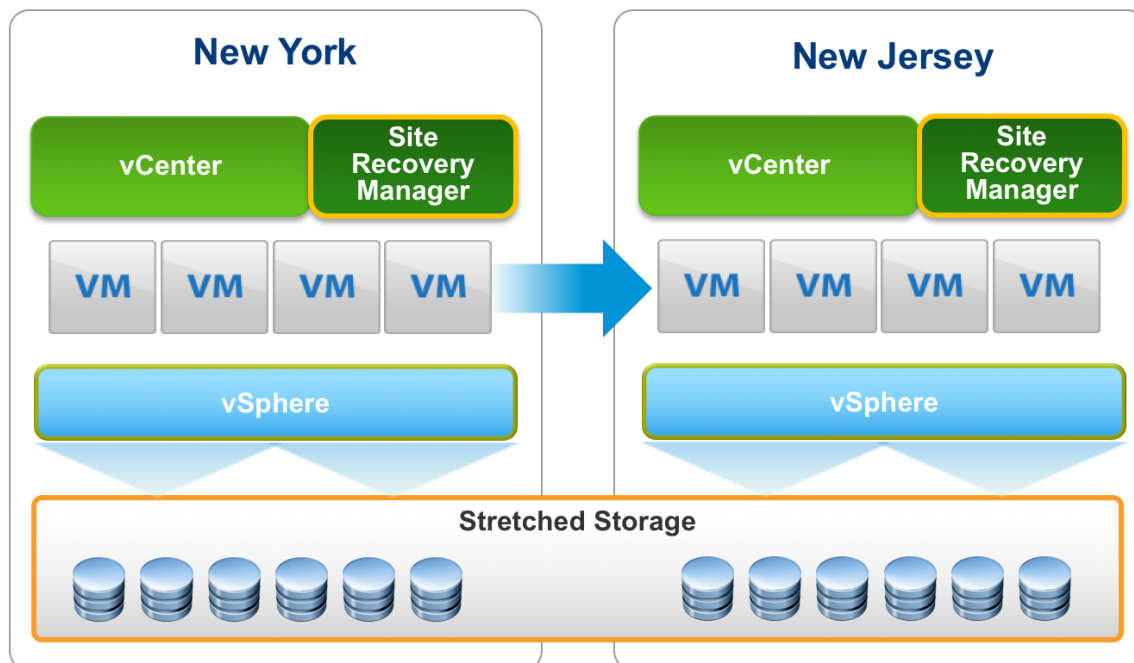 New York
vCenter
Site
Recovery
Manager
VM VM VM VM
vSphere
New Jersey
vCenter
Site
Recovery
Manager
VM VM VM VM
vSphere
Stretched Storage